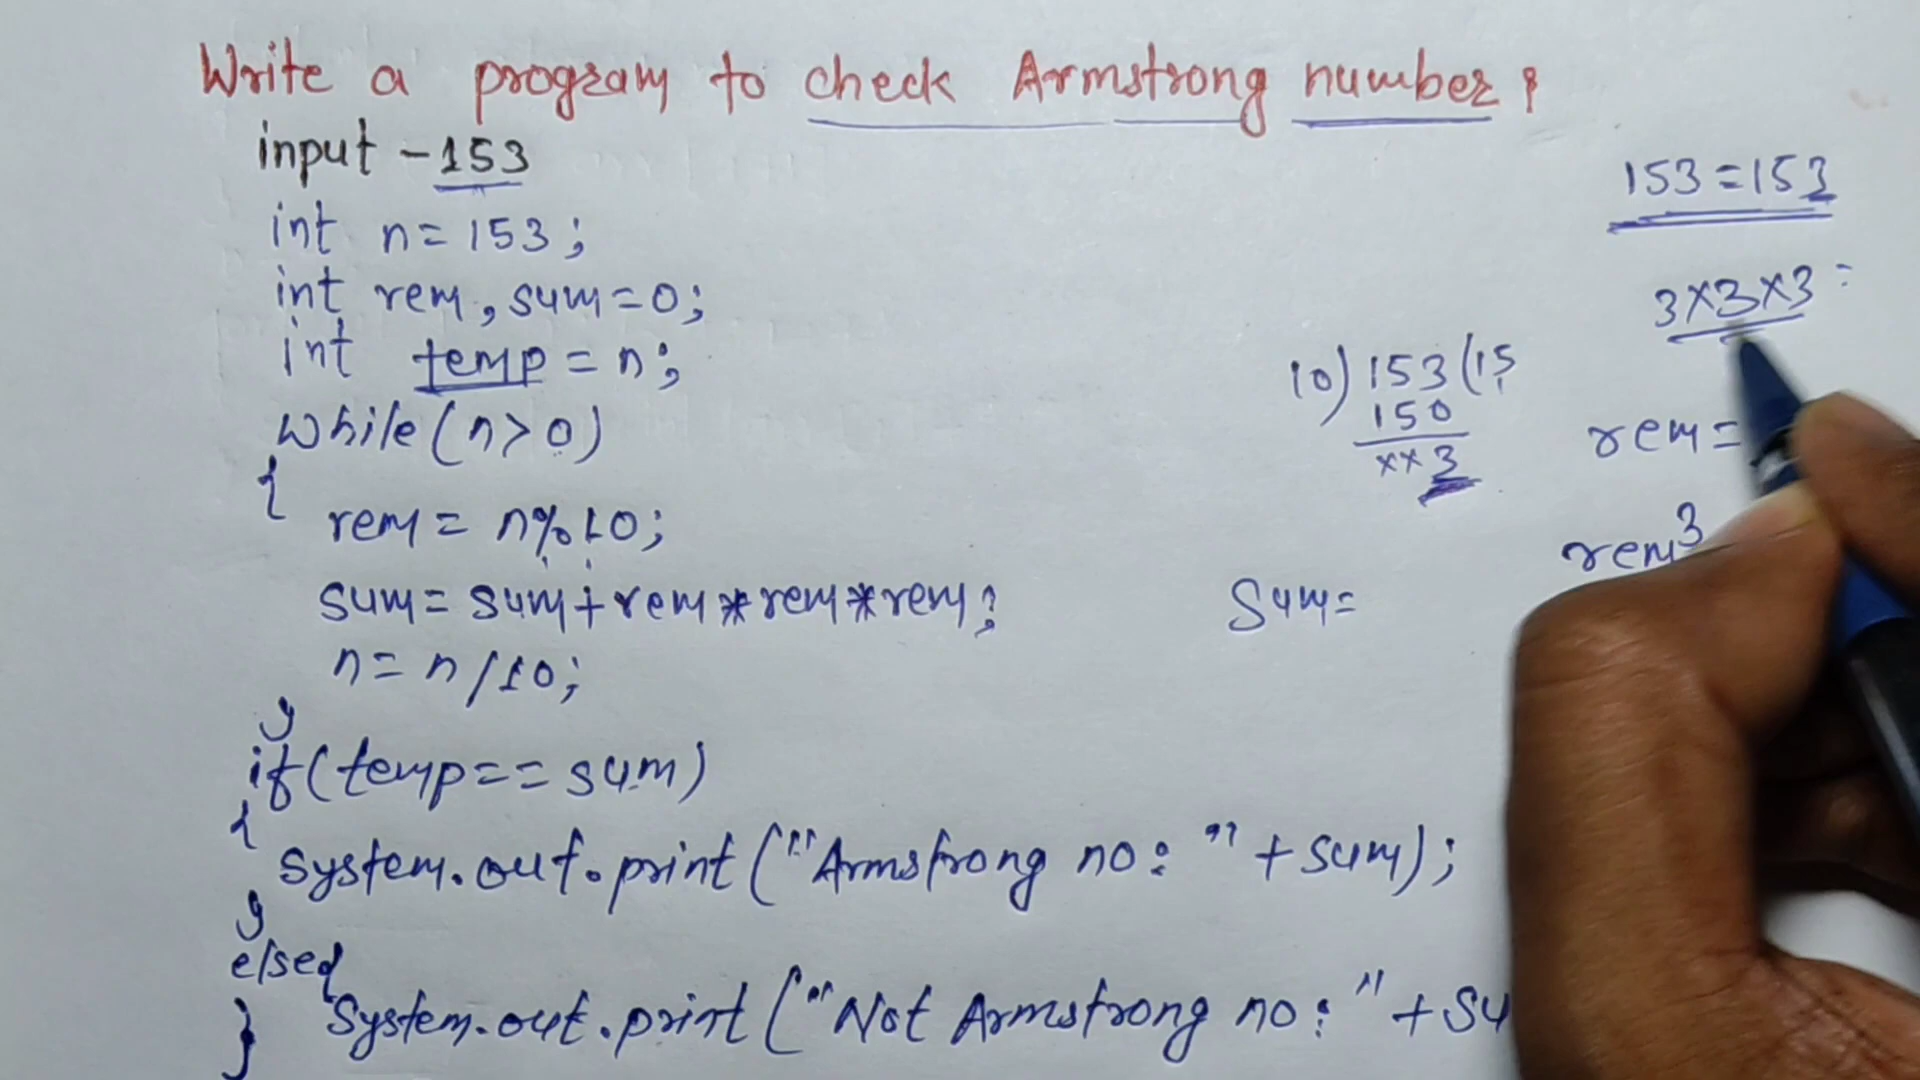 Write a program to check Armstrong number:
input - 153
int n = 153;
int rem, sum = 0;
int temp = n;
while (n>0)
{
rem = n%10;
sum = sum + rem * rem * rem;
n = n/10;
}
if (temp == sum)
{
System.out.print ("Armstrong no: " + sum);
}
else{
System.out.print ("Not Armstrong no: " +
}
153 = 153
3×3×3 =
10) 153 (15
150
××3
rem =
rem³
Sum =